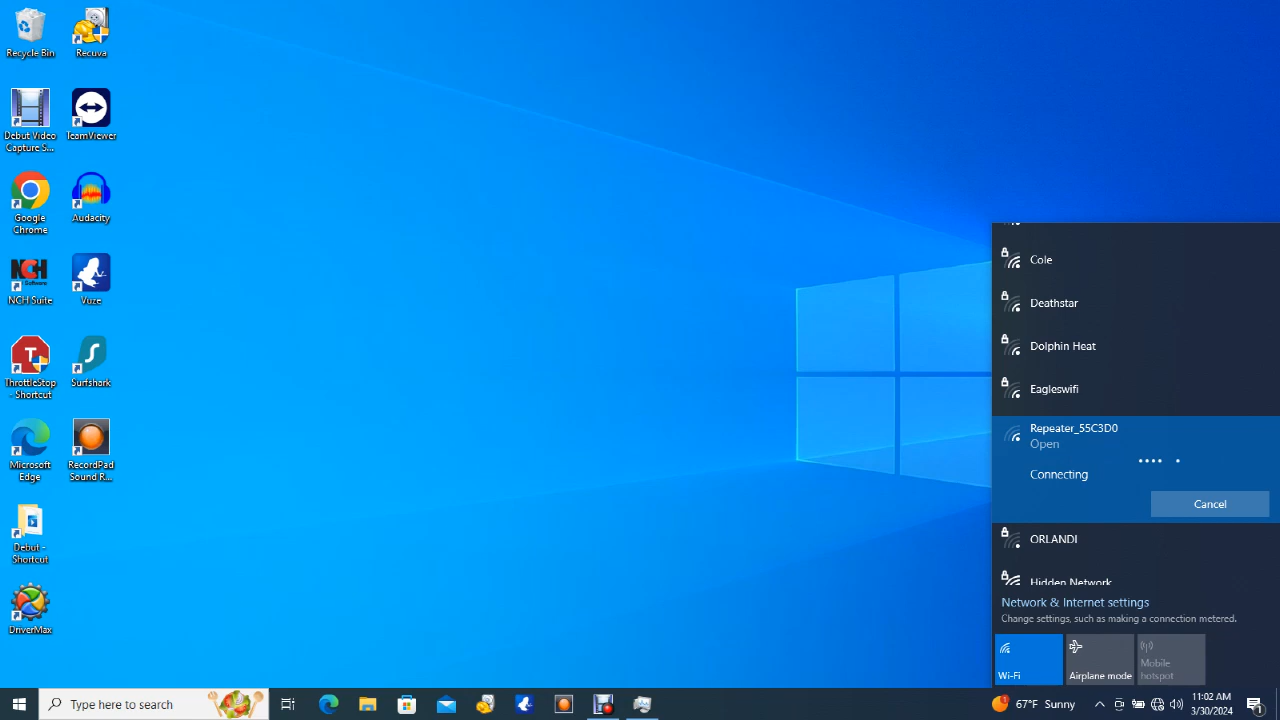 Recycle Bin
Recuva
Debut Video
Capture S...
TeamViewer
Google
Chrome
Audacity
NCH
Software
NCH Suite
Vuze
T
ThrottleStop
- Shortcut
Surfshark
Microsoft
Edge
RecordPad
Sound R...
Debut -
Shortcut
DriverMax
Cole
Deathstar
Dolphin Heat
Eagleswifi
Repeater_55C3D0
Open
Connecting
Cancel
ORLANDI
Hidden Network
Network & Internet settings
Change settings, such as making a connection metered.
Wi-Fi
Airplane mode
Mobile
hotspot
Type here to search
67°F Sunny
11:02 AM
3/30/2024
1